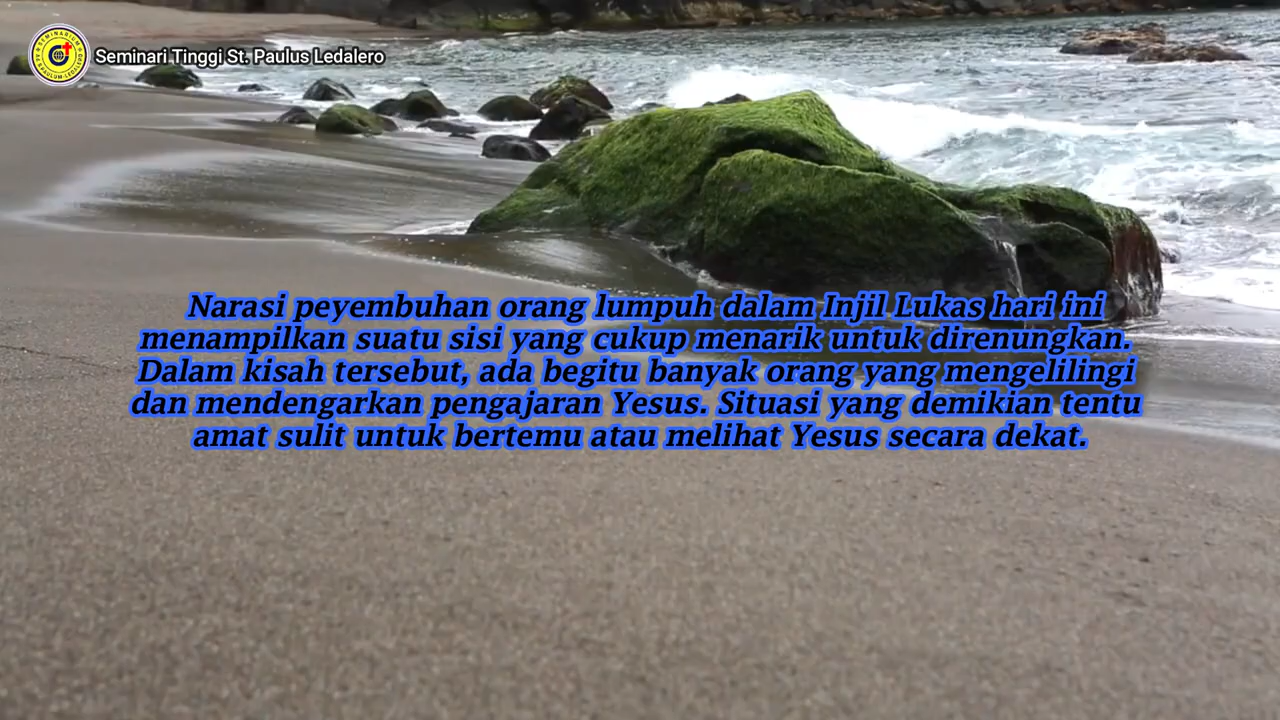 Seminari Tinggi St. Paulus Ledalero
Narasi peyembuhan orang lumpuh dalam Injil Lukas hari ini
menampilkan suatu sisi yang cukup menarik untuk direnungkan.
Dalam kisah tersebut, ada begitu banyak orang yang mengelilingi
dan mendengarkan pengajaran Yesus. Situasi yang demikian tentu
amat sulit untuk bertemu atau melihat Yesus secara dekat.